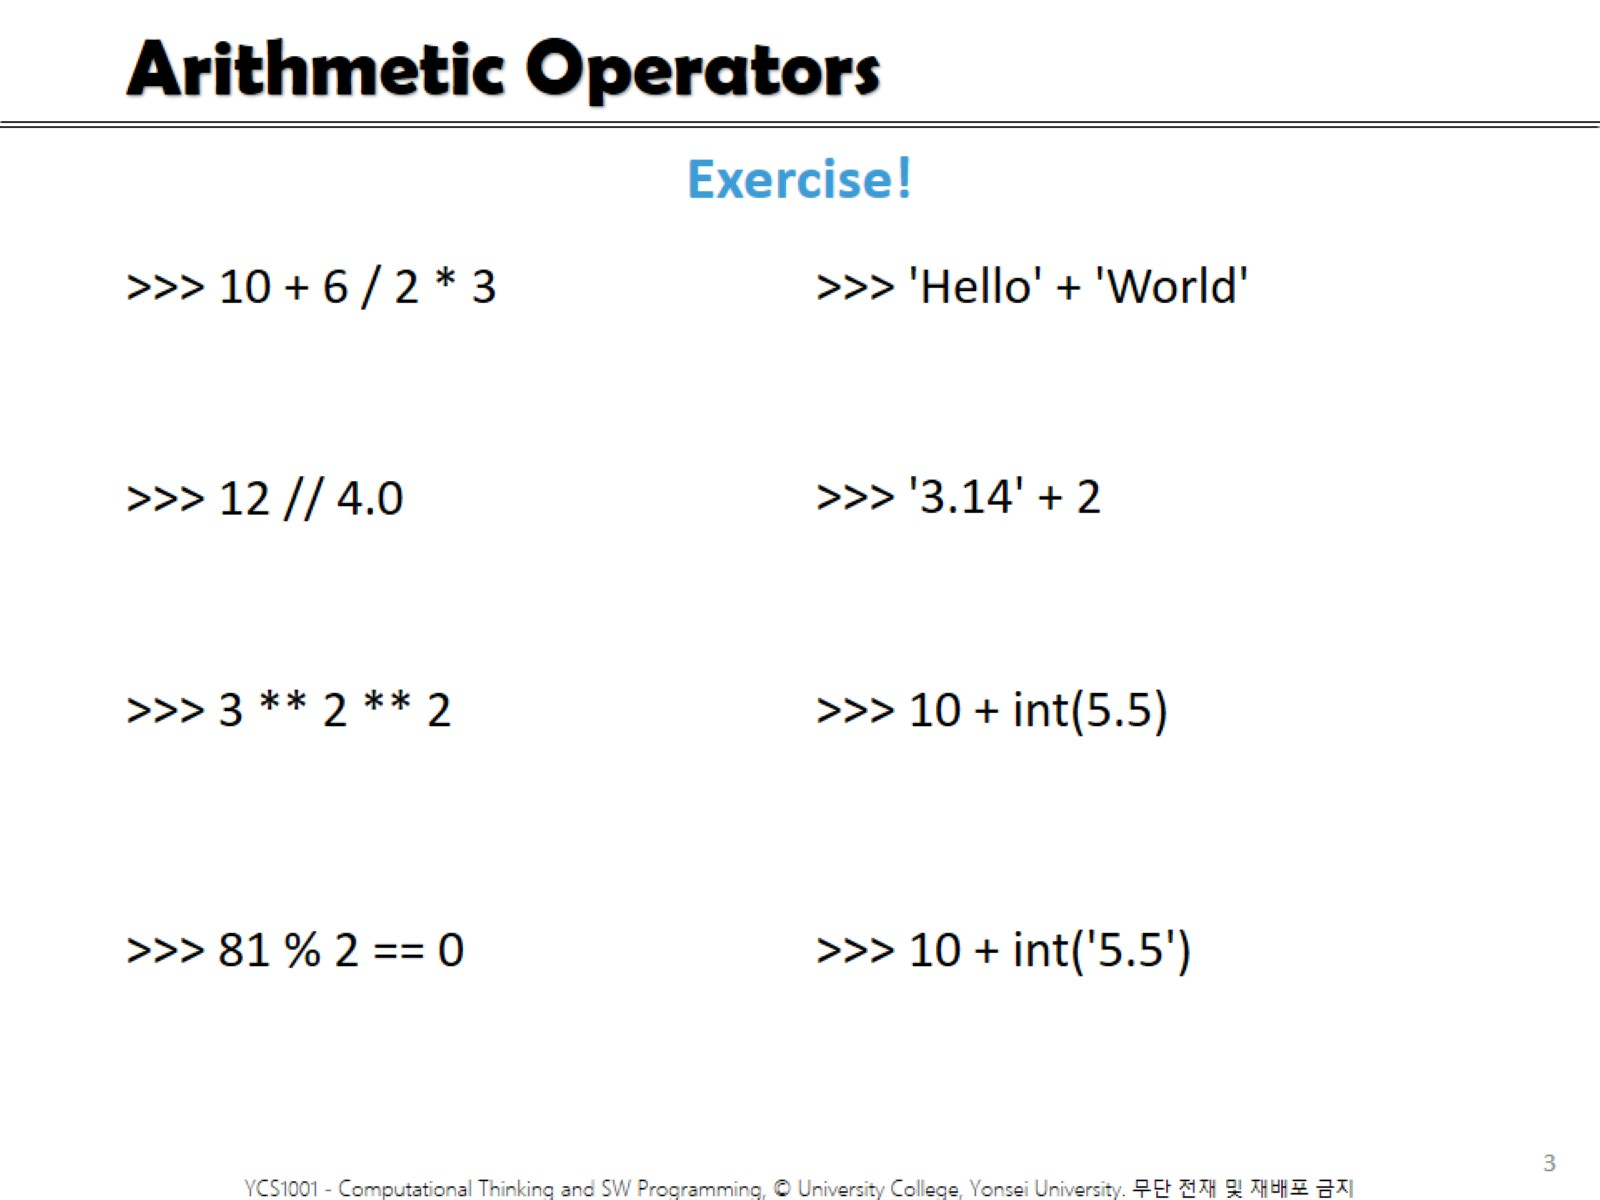 Arithmetic Operators
Exercise!
>>> 10 + 6 / 2 * 3
>>> 'Hello' + 'World'
>>> 12 // 4.0
>>> '3.14' + 2
>>> 3 ** 2 ** 2
>>> 10 + int(5.5)
>>> 81 % 2 == 0
>>> 10 + int('5.5')
3
YCS1001 - Computational Thinking and SW Programming, © University College, Yonsei University. 무단 전재 및 재배포 금지